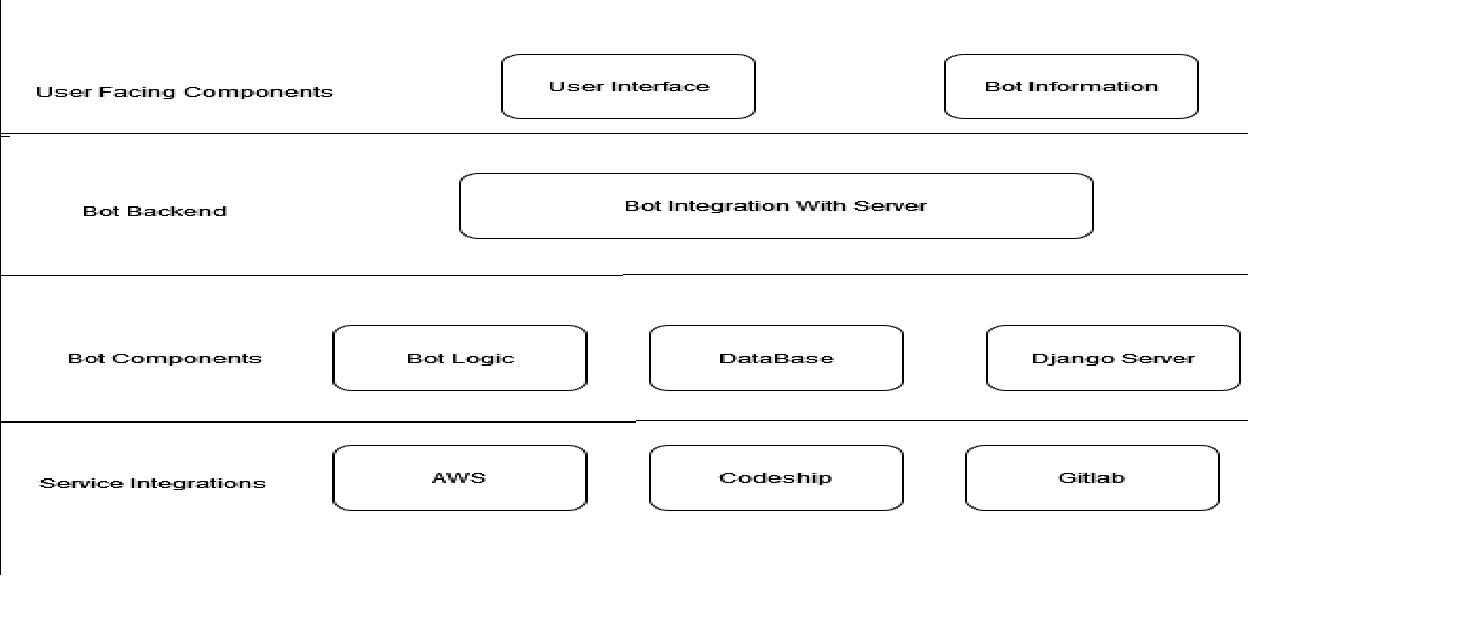 User Facing Components
User Interface
Bot Information
Bot Backend
Bot Integration With Server
Bot Components
Bot Logic
DataBase
Django Server
Service Integrations
AWS
Codeship
Gitlab